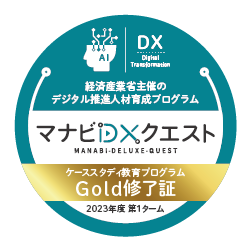 AI
DX
Digital
Transformation
経済産業省主催の
デジタル推進人材育成プログラム
マナビDXクエスト
MANABI-DELUXE-QUEST
ケーススタディ教育プログラム
Gold修了証
2023年度 第1ターム